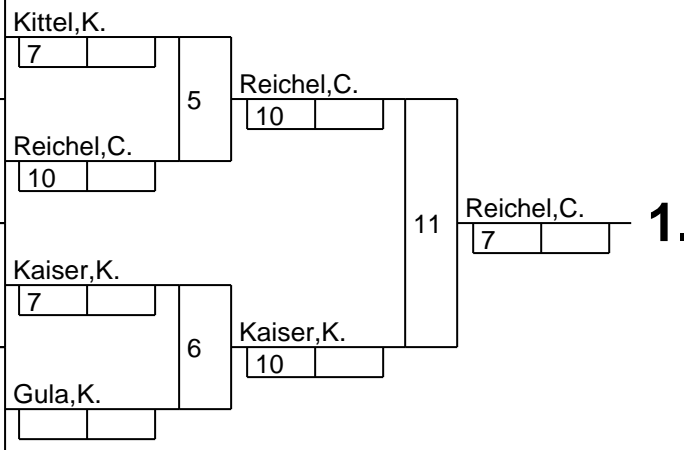 Kittel,K.
7
5
Reichel,C.
10
Reichel,C.
10
11
Reichel,C.
7
1.
Kaiser,K.
7
6
Kaiser,K.
10
Gula,K.